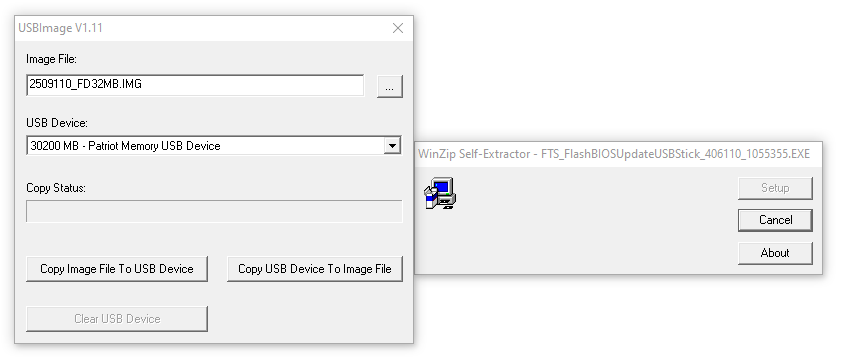 USBImage V1.11
Image File:
2509110_FD32MB.IMG
...
USB Device:
30200 MB - Patriot Memory USB Device
Copy Status:
Copy Image File To USB Device
Copy USB Device To Image File
Clear USB Device
WinZip Self-Extractor - FTS_FlashBIOSUpdateUSBStick_406110_1055355.EXE
Setup
Cancel
About